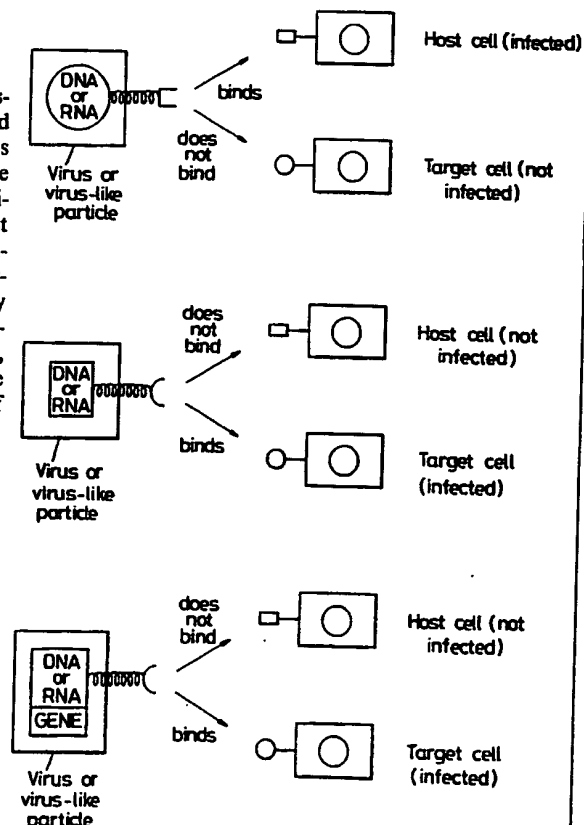 DNA
or
RNA
Virus or
virus-like
particle
binds
does
not
bind
Host cell (infected)
Target cell (not
infected)
DNA
or
RNA
Virus or
virus-like
particle
does
not
bind
binds
Host cell (not
infected)
Target cell
(infected)
DNA
or
RNA
GENE
Virus or
virus-like
particle
does
not
bind
binds
Host cell (not
infected)
Target cell
(infected)